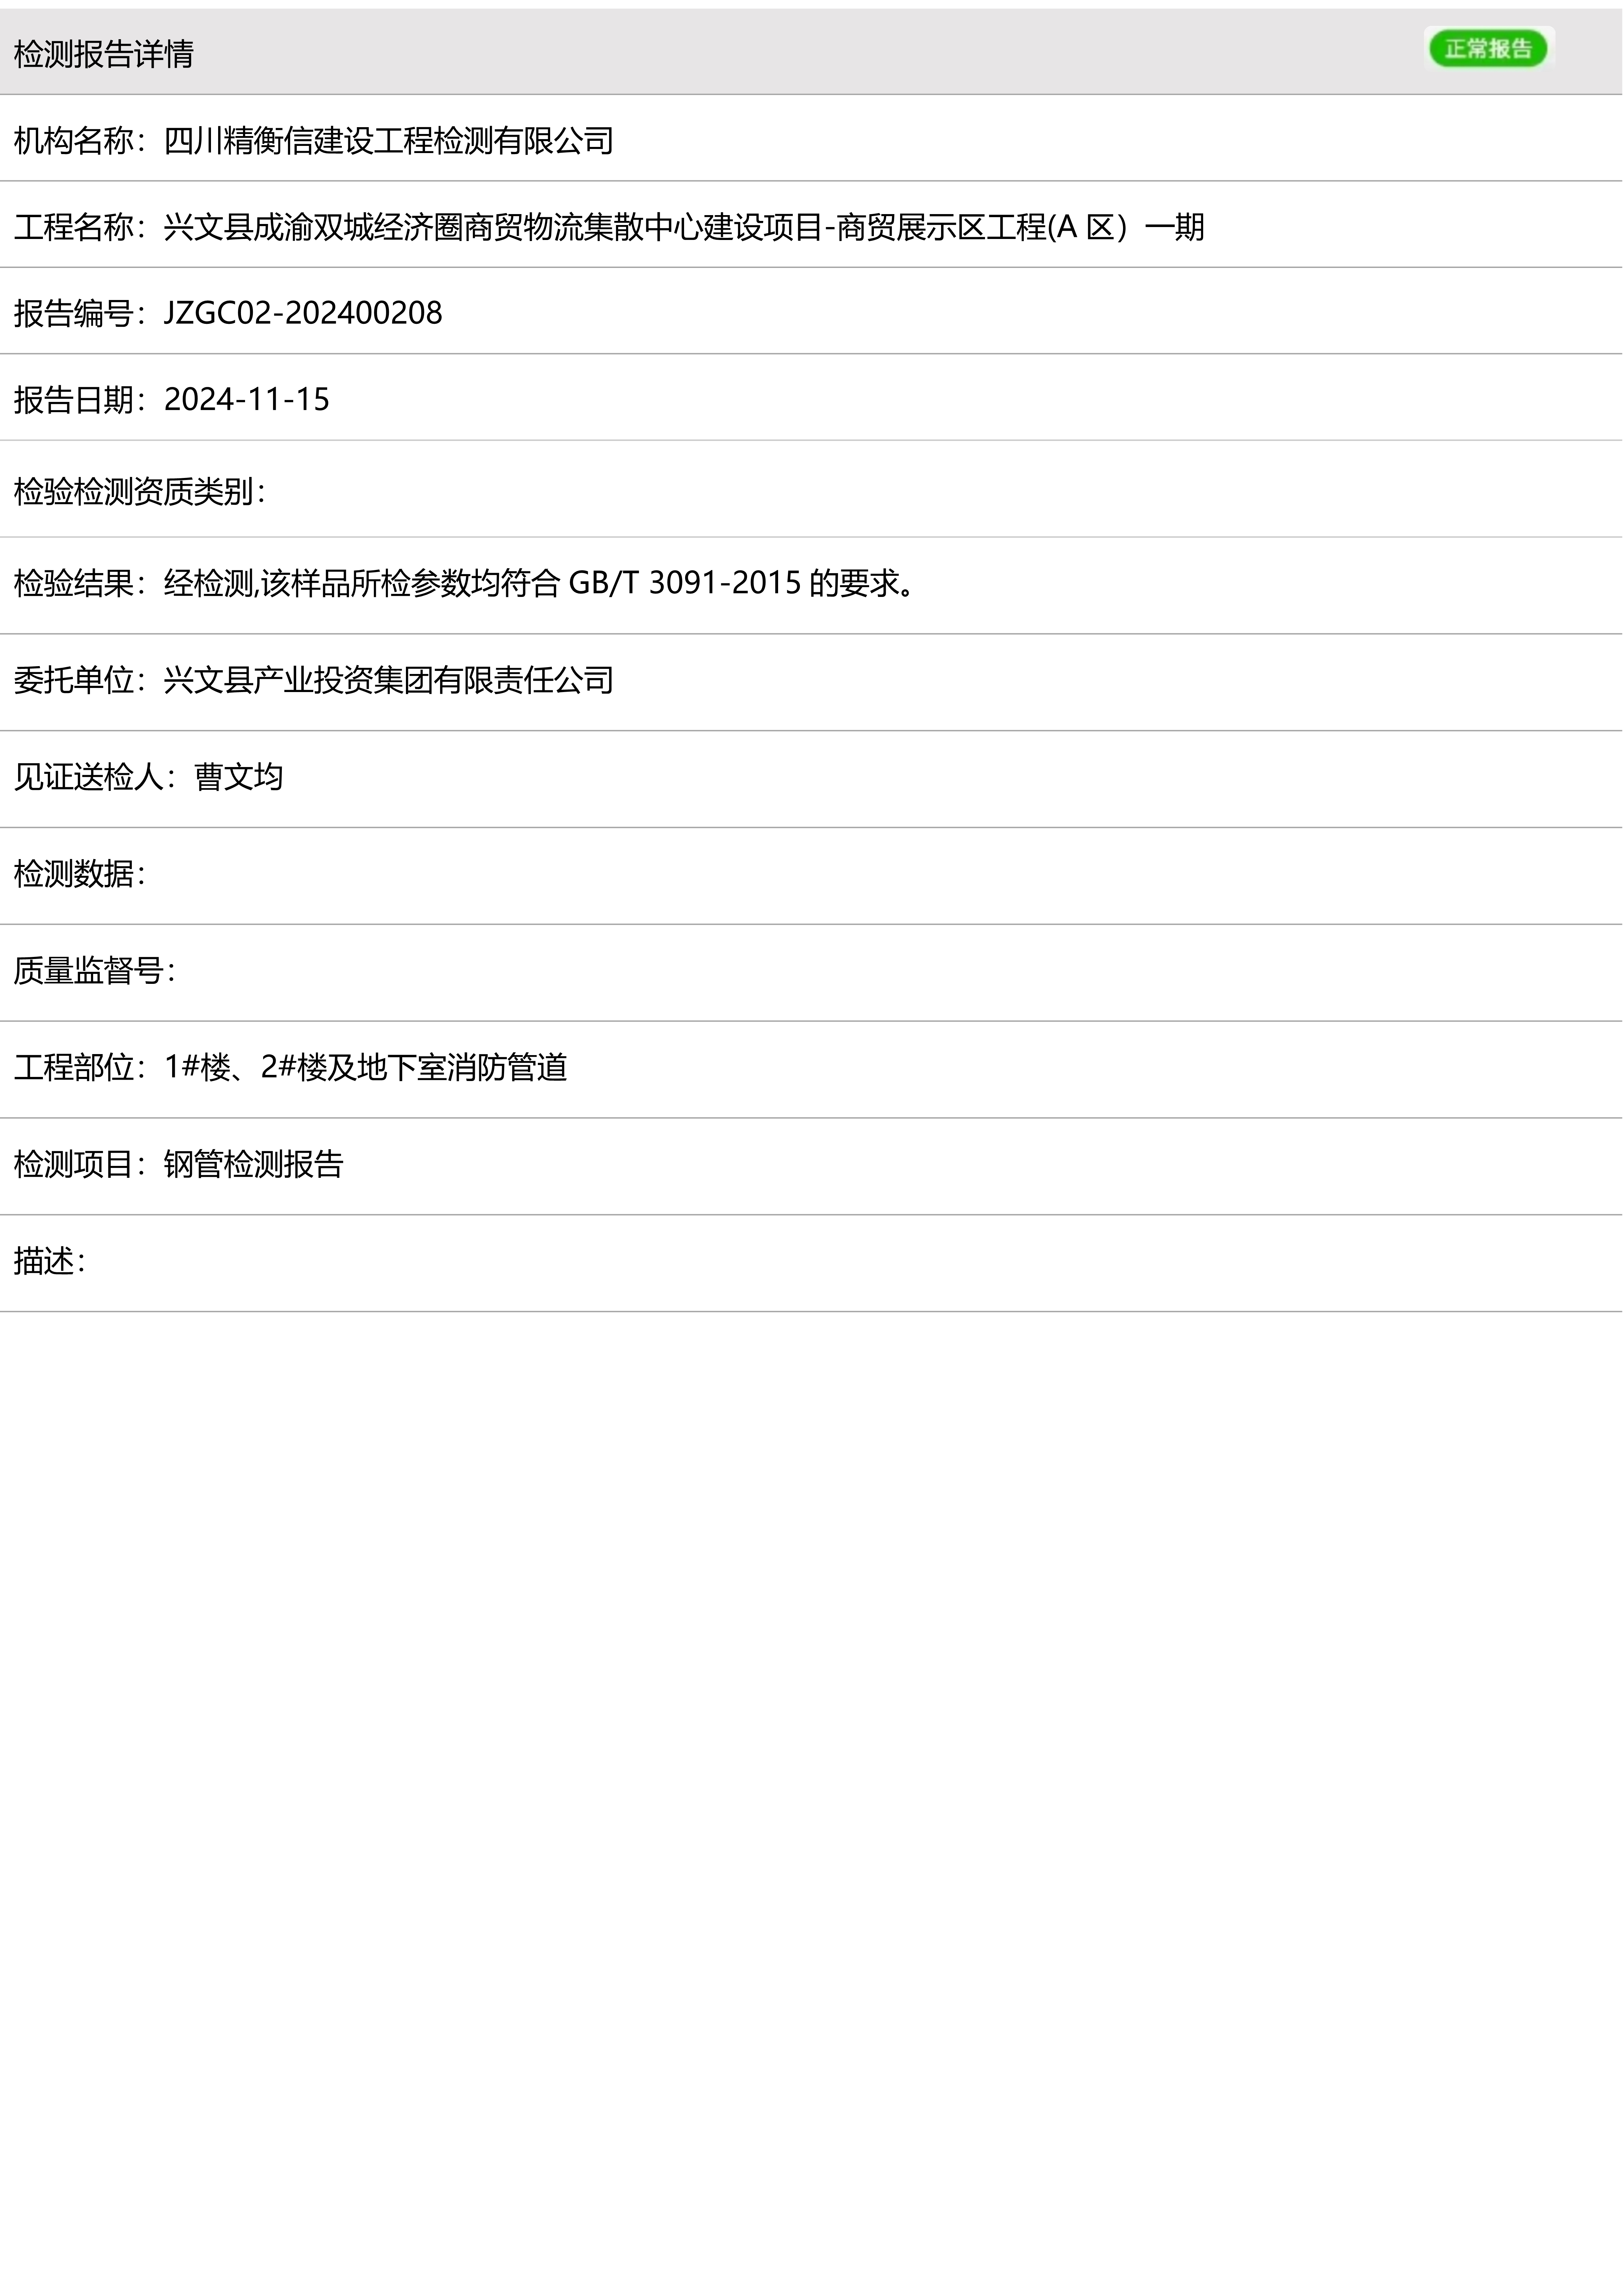 检测报告详情 正常报告
机构名称：四川精衡信建设工程检测有限公司
工程名称：兴文县成渝双城经济圈商贸物流集散中心建设项目-商贸展示区工程(A 区）一期
报告编号：JZGC02-202400208
报告日期：2024-11-15
检验检测资质类别：
检验结果：经检测,该样品所检参数均符合 GB/T 3091-2015 的要求。
委托单位：兴文县产业投资集团有限责任公司
见证送检人：曹文均
检测数据：
质量监督号：
工程部位：1#楼、2#楼及地下室消防管道
检测项目：钢管检测报告
描述：